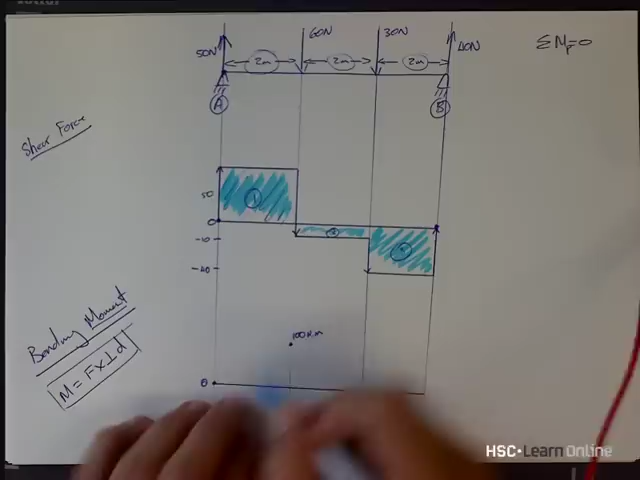 60N
30N
50N
40N
ΣM=0
2m
2m
2m
A
B
Shear Force
50
1
0
2
-10
3
-40
Bending Moment
100N.m
M = F x ⊥ d
0
HSC Learn Online